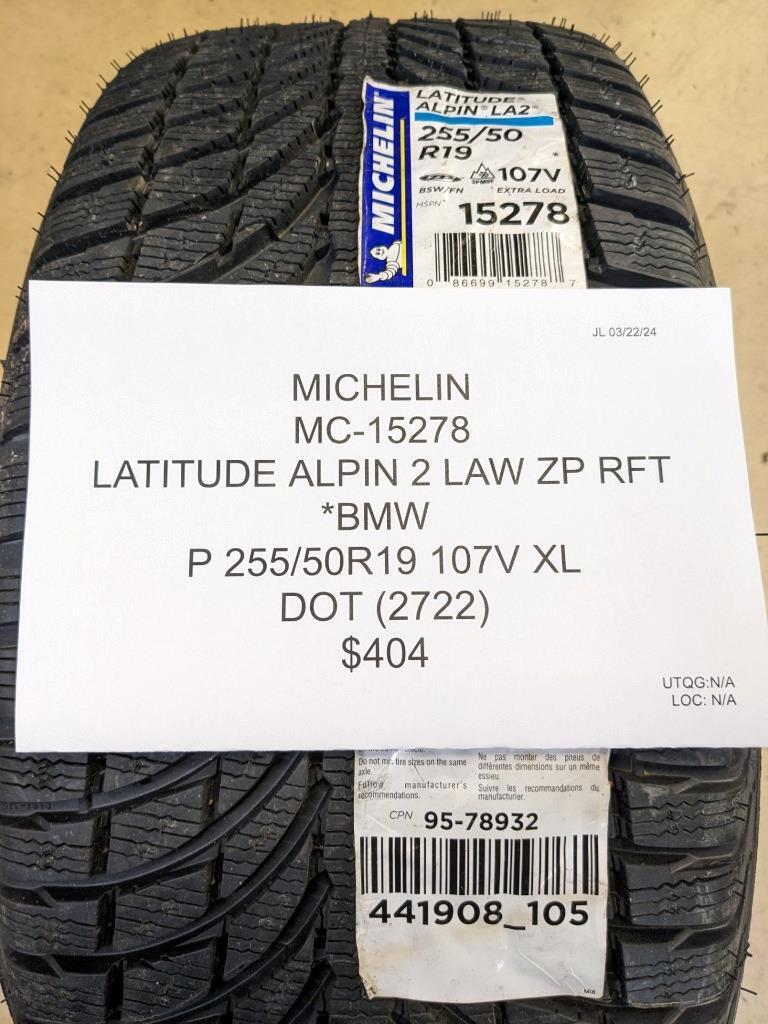 MICHELIN
LATITUDE®
ALPIN® LA2®
255/50
R19 *
3PMSF 107V
BSW/FN EXTRA LOAD
MSPN 15278
0 86699 15278 7
JL 03/22/24
MICHELIN
MC-15278
LATITUDE ALPIN 2 LAW ZP RFT
*BMW
P 255/50R19 107V XL
DOT (2722)
$404
UTQG:N/A
LOC: N/A
Do not mix tire sizes on the same
axle.
Follow manufacturer's
recommendations.
Ne pas monter des pneus de
différentes dimensions sur un même
essieu.
Suivre les recommandations du
manufacturier.
CPN 95-78932
441908_105
MIB